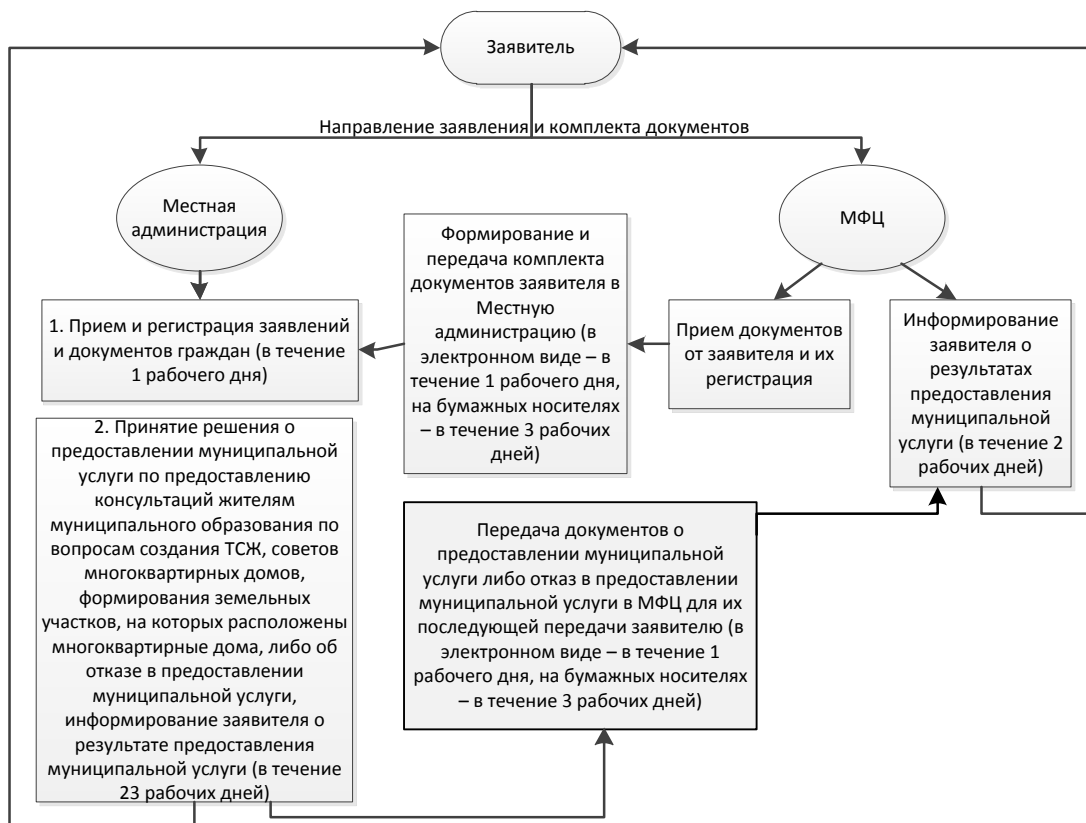 Заявитель
Направление заявления и комплекта документов
Местная
администрация
МФЦ
Формирование и
передача комплекта
документов заявителя в
Местную
администрацию (в
электронном виде – в
течение 1 рабочего дня,
на бумажных носителях
– в течение 3 рабочих
дней)
1. Прием и регистрация заявлений
и документов граждан (в течение
1 рабочего дня)
Прием документов
от заявителя и их
регистрация
Информирование
заявителя о
результатах
предоставления
муниципальной
услуги (в течение 2
рабочих дней)
2. Принятие решения о
предоставлении муниципальной
услуги по предоставлению
консультаций жителям
муниципального образования по
вопросам создания ТСЖ, советов
многоквартирных домов,
формирования земельных
участков, на которых расположены
многоквартирные дома, либо об
отказе в предоставлении
муниципальной услуги,
информирование заявителя о
результате предоставления
муниципальной услуги (в течение
23 рабочих дней)
Передача документов о
предоставлении муниципальной
услуги либо отказ в предоставлении
муниципальной услуги в МФЦ для их
последующей передачи заявителю (в
электронном виде – в течение 1
рабочего дня, на бумажных носителях
– в течение 3 рабочих дней)